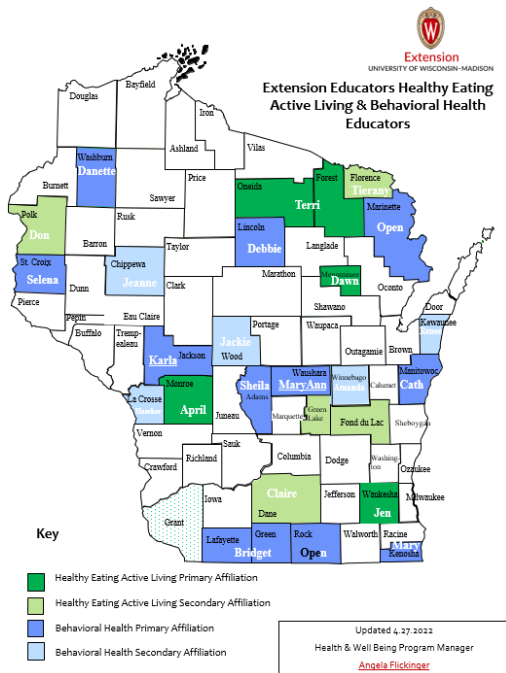 Extension
UNIVERSITY OF WISCONSIN-MADISON
Extension Educators Healthy Eating
Active Living & Behavioral Health
Educators
Douglas
Bayfield
Iron
Ashland
Vilas
Washburn
Danette
Burnett
Sawyer
Price
Oneida
Forest
Florence
Tierany
Terri
Marinette
Open
Polk
Don
Barron
Rusk
Lincoln
Debbie
Langlade
Taylor
Chippewa
Jeanne
St. Croix
Selena
Dunn
Pierce
Marathon
Menominee
Dawn
Oconto
Clark
Shawano
Door
Pepin
Eau Claire
Buffalo
Tremp-
ealeau
Jackson
Karla
Jackie
Wood
Portage
Waupaca
Outagamie
Brown
Kewaunee
Manitowoc
Cath
Waushara
MaryAnn
Winnebago
Amanda
Calumet
Sheila
Adams
La Crosse
Heather
Monroe
April
Juneau
Marquette
Green
Lake
Fond du Lac
Sheboygan
Vernon
Sauk
Richland
Crawford
Columbia
Dodge
Washing-
ton
Ozaukee
Iowa
Claire
Dane
Jefferson
Waukesha
Jen
Milwaukee
Grant
Lafayette
Green
Bridget
Rock
Open
Walworth
Racine
Mary
Kenosha
Key
Healthy Eating Active Living Primary Affiliation
Healthy Eating Active Living Secondary Affiliation
Behavioral Health Primary Affiliation
Behavioral Health Secondary Affiliation
Updated 4.27.2022
Health & Well Being Program Manager
Angela Flickinger